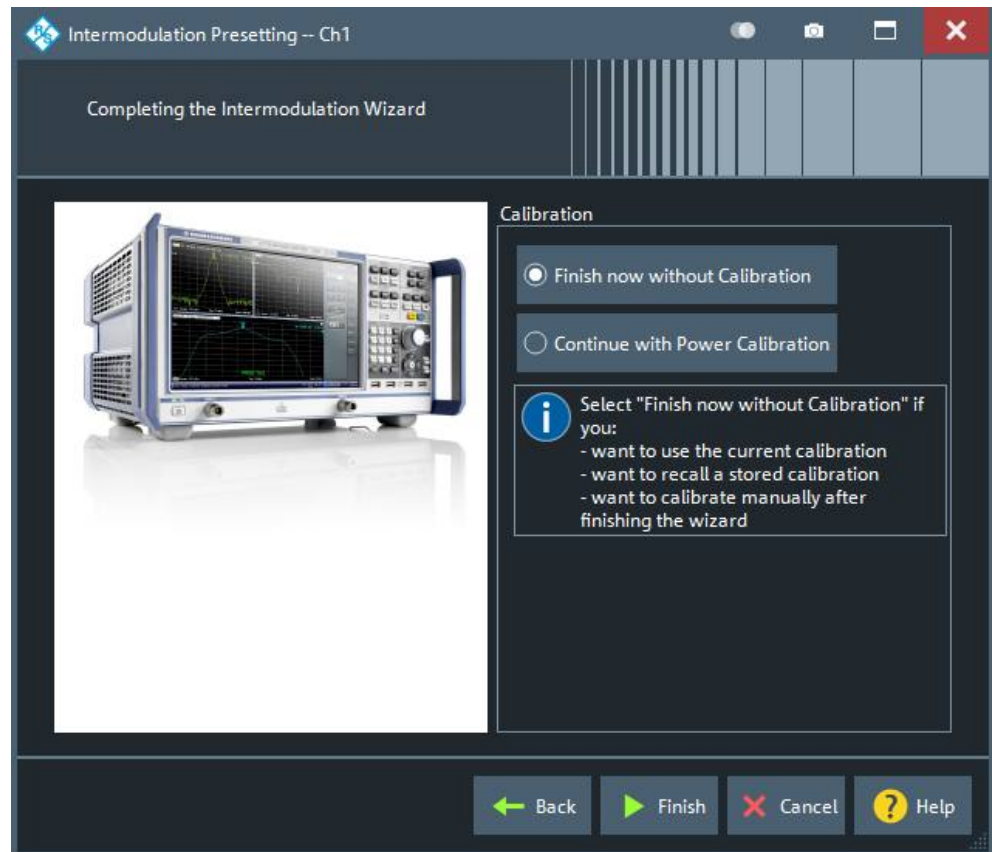 Intermodulation Presetting -- Ch1
Completing the Intermodulation Wizard
Calibration
Finish now without Calibration
Continue with Power Calibration
Select "Finish now without Calibration" if
you:
- want to use the current calibration
- want to recall a stored calibration
- want to calibrate manually after
finishing the wizard
Back
Finish
Cancel
Help